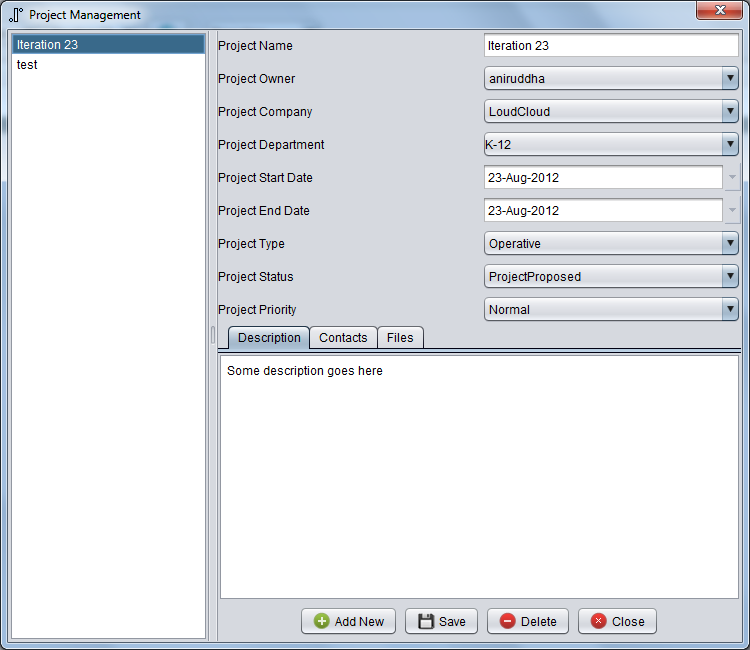 Project Management
Iteration 23
test
Project Name Iteration 23
Project Owner aniruddha
Project Company LoudCloud
Project Department K-12
Project Start Date 23-Aug-2012
Project End Date 23-Aug-2012
Project Type Operative
Project Status ProjectProposed
Project Priority Normal
Description Contacts Files
Some description goes here
Add New Save Delete Close